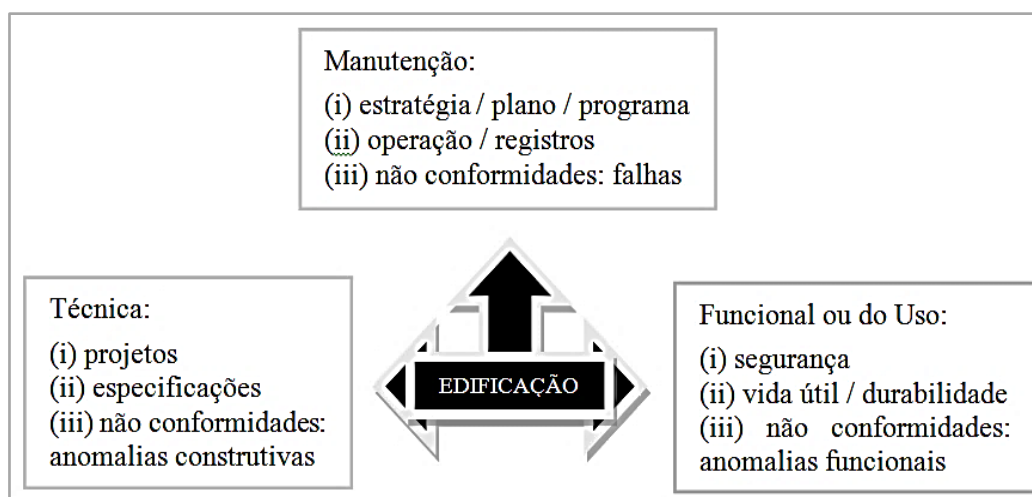 Manutenção:
(i) estratégia / plano / programa
(ii) operação / registros
(iii) não conformidades: falhas
Técnica:
(i) projetos
(ii) especificações
(iii) não conformidades:
anomalias construtivas
EDIFICAÇÃO
Funcional ou do Uso:
(i) segurança
(ii) vida útil / durabilidade
(iii) não conformidades:
anomalias funcionais